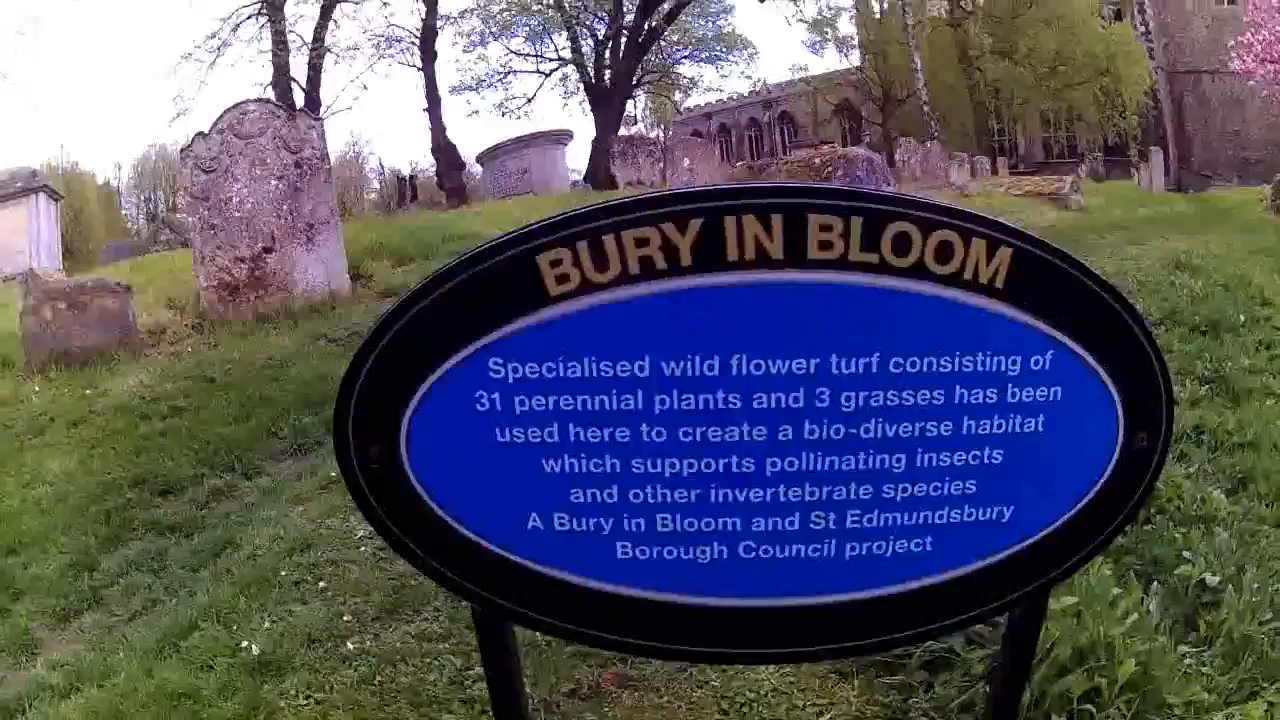 BURY IN BLOOM
Specialised wild flower turf consisting of
31 perennial plants and 3 grasses has been
used here to create a bio-diverse habitat
which supports pollinating insects
and other invertebrate species
A Bury in Bloom and St Edmundsbury
Borough Council project